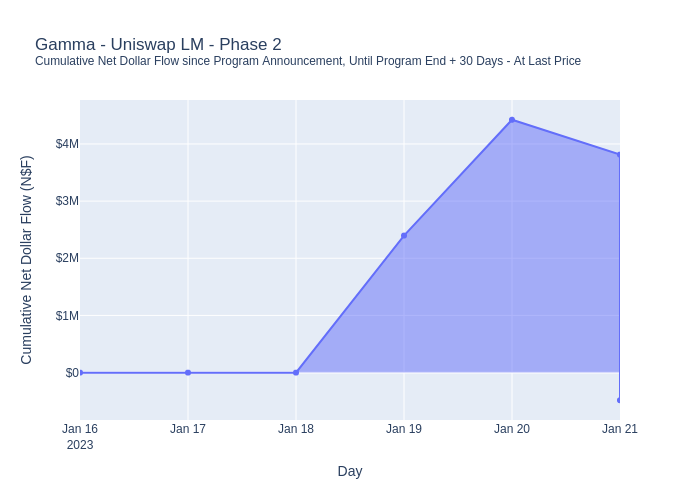 Gamma - Uniswap LM - Phase 2
Cumulative Net Dollar Flow since Program Announcement, Until Program End + 30 Days - At Last Price
Cumulative Net Dollar Flow (N$F)
$4M
$3M
$2M
$1M
$0
Jan 16
2023
Jan 17
Jan 18
Jan 19
Jan 20
Jan 21
Day